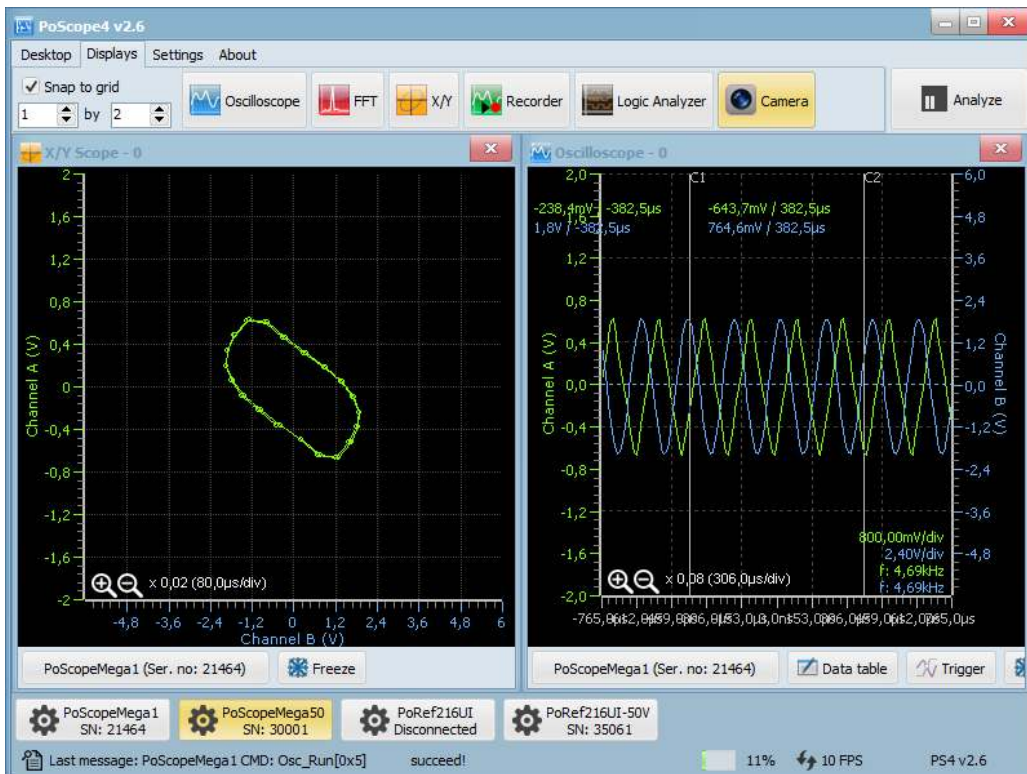 PoScope4 v2.6
Desktop Displays Settings About
Snap to grid
1 by 2
Oscilloscope FFT X/Y Recorder Logic Analyzer Camera Analyze
X/Y Scope - 0
2
1,6
1,2
0,8
0,4
0
-0,4
-0,8
-1,2
-1,6
-2
Channel A (V)
x 0,02 (80,0µs/div)
-4,8 -3,6 -2,4 -1,2 0 1,2 2,4 3,6 4,8 6
Channel B (V)
PoScopeMega1 (Ser. no: 21464) Freeze
Oscilloscope - 0
C1 C2
-238,4mV / -382,5µs -643,7mV / 382,5µs
1,8V / -382,5µs 764,6mV / 382,5µs
2,0
1,6
1,2
0,8
0,4
0,0
-0,4
-0,8
-1,2
-1,6
-2,0
Channel A (V)
6,0
4,8
3,6
2,4
1,2
0,0
-1,2
-2,4
-3,6
-4,8
Channel B (V)
800,00mV/div
2,40V/div
f: 4,69kHz
f: 4,69kHz
x 0,08 (306,0µs/div)
PoScopeMega1 (Ser. no: 21464) Data table Trigger
PoScopeMega1
SN: 21464
PoScopeMega50
SN: 30001
PoRef216UI
Disconnected
PoRef216UI-50V
SN: 35061
Last message: PoScopeMega1 CMD: Osc_Run[0x5] succeed! 11% 10 FPS PS4 v2.6